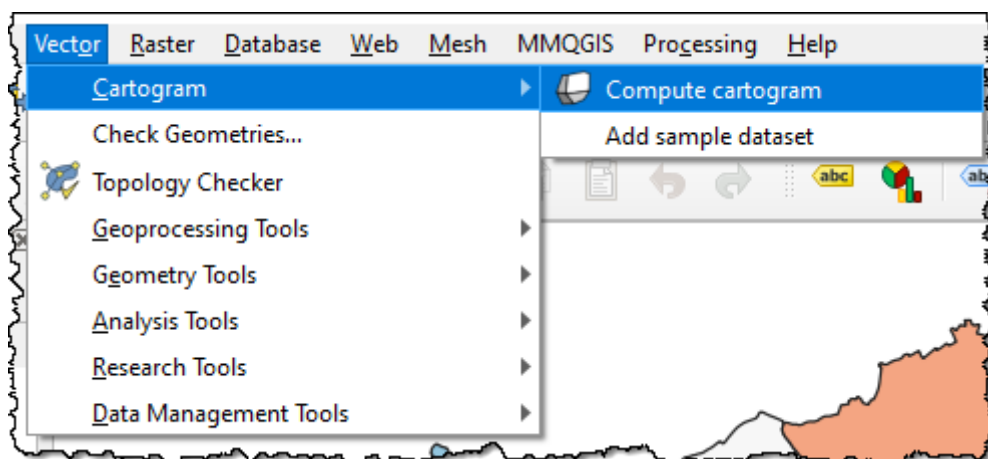 Vector Raster Database Web Mesh MMQGIS Processing Help
Cartogram
Compute cartogram
Check Geometries...
Add sample dataset
Topology Checker
abc
Geoprocessing Tools
Geometry Tools
Analysis Tools
Research Tools
Data Management Tools